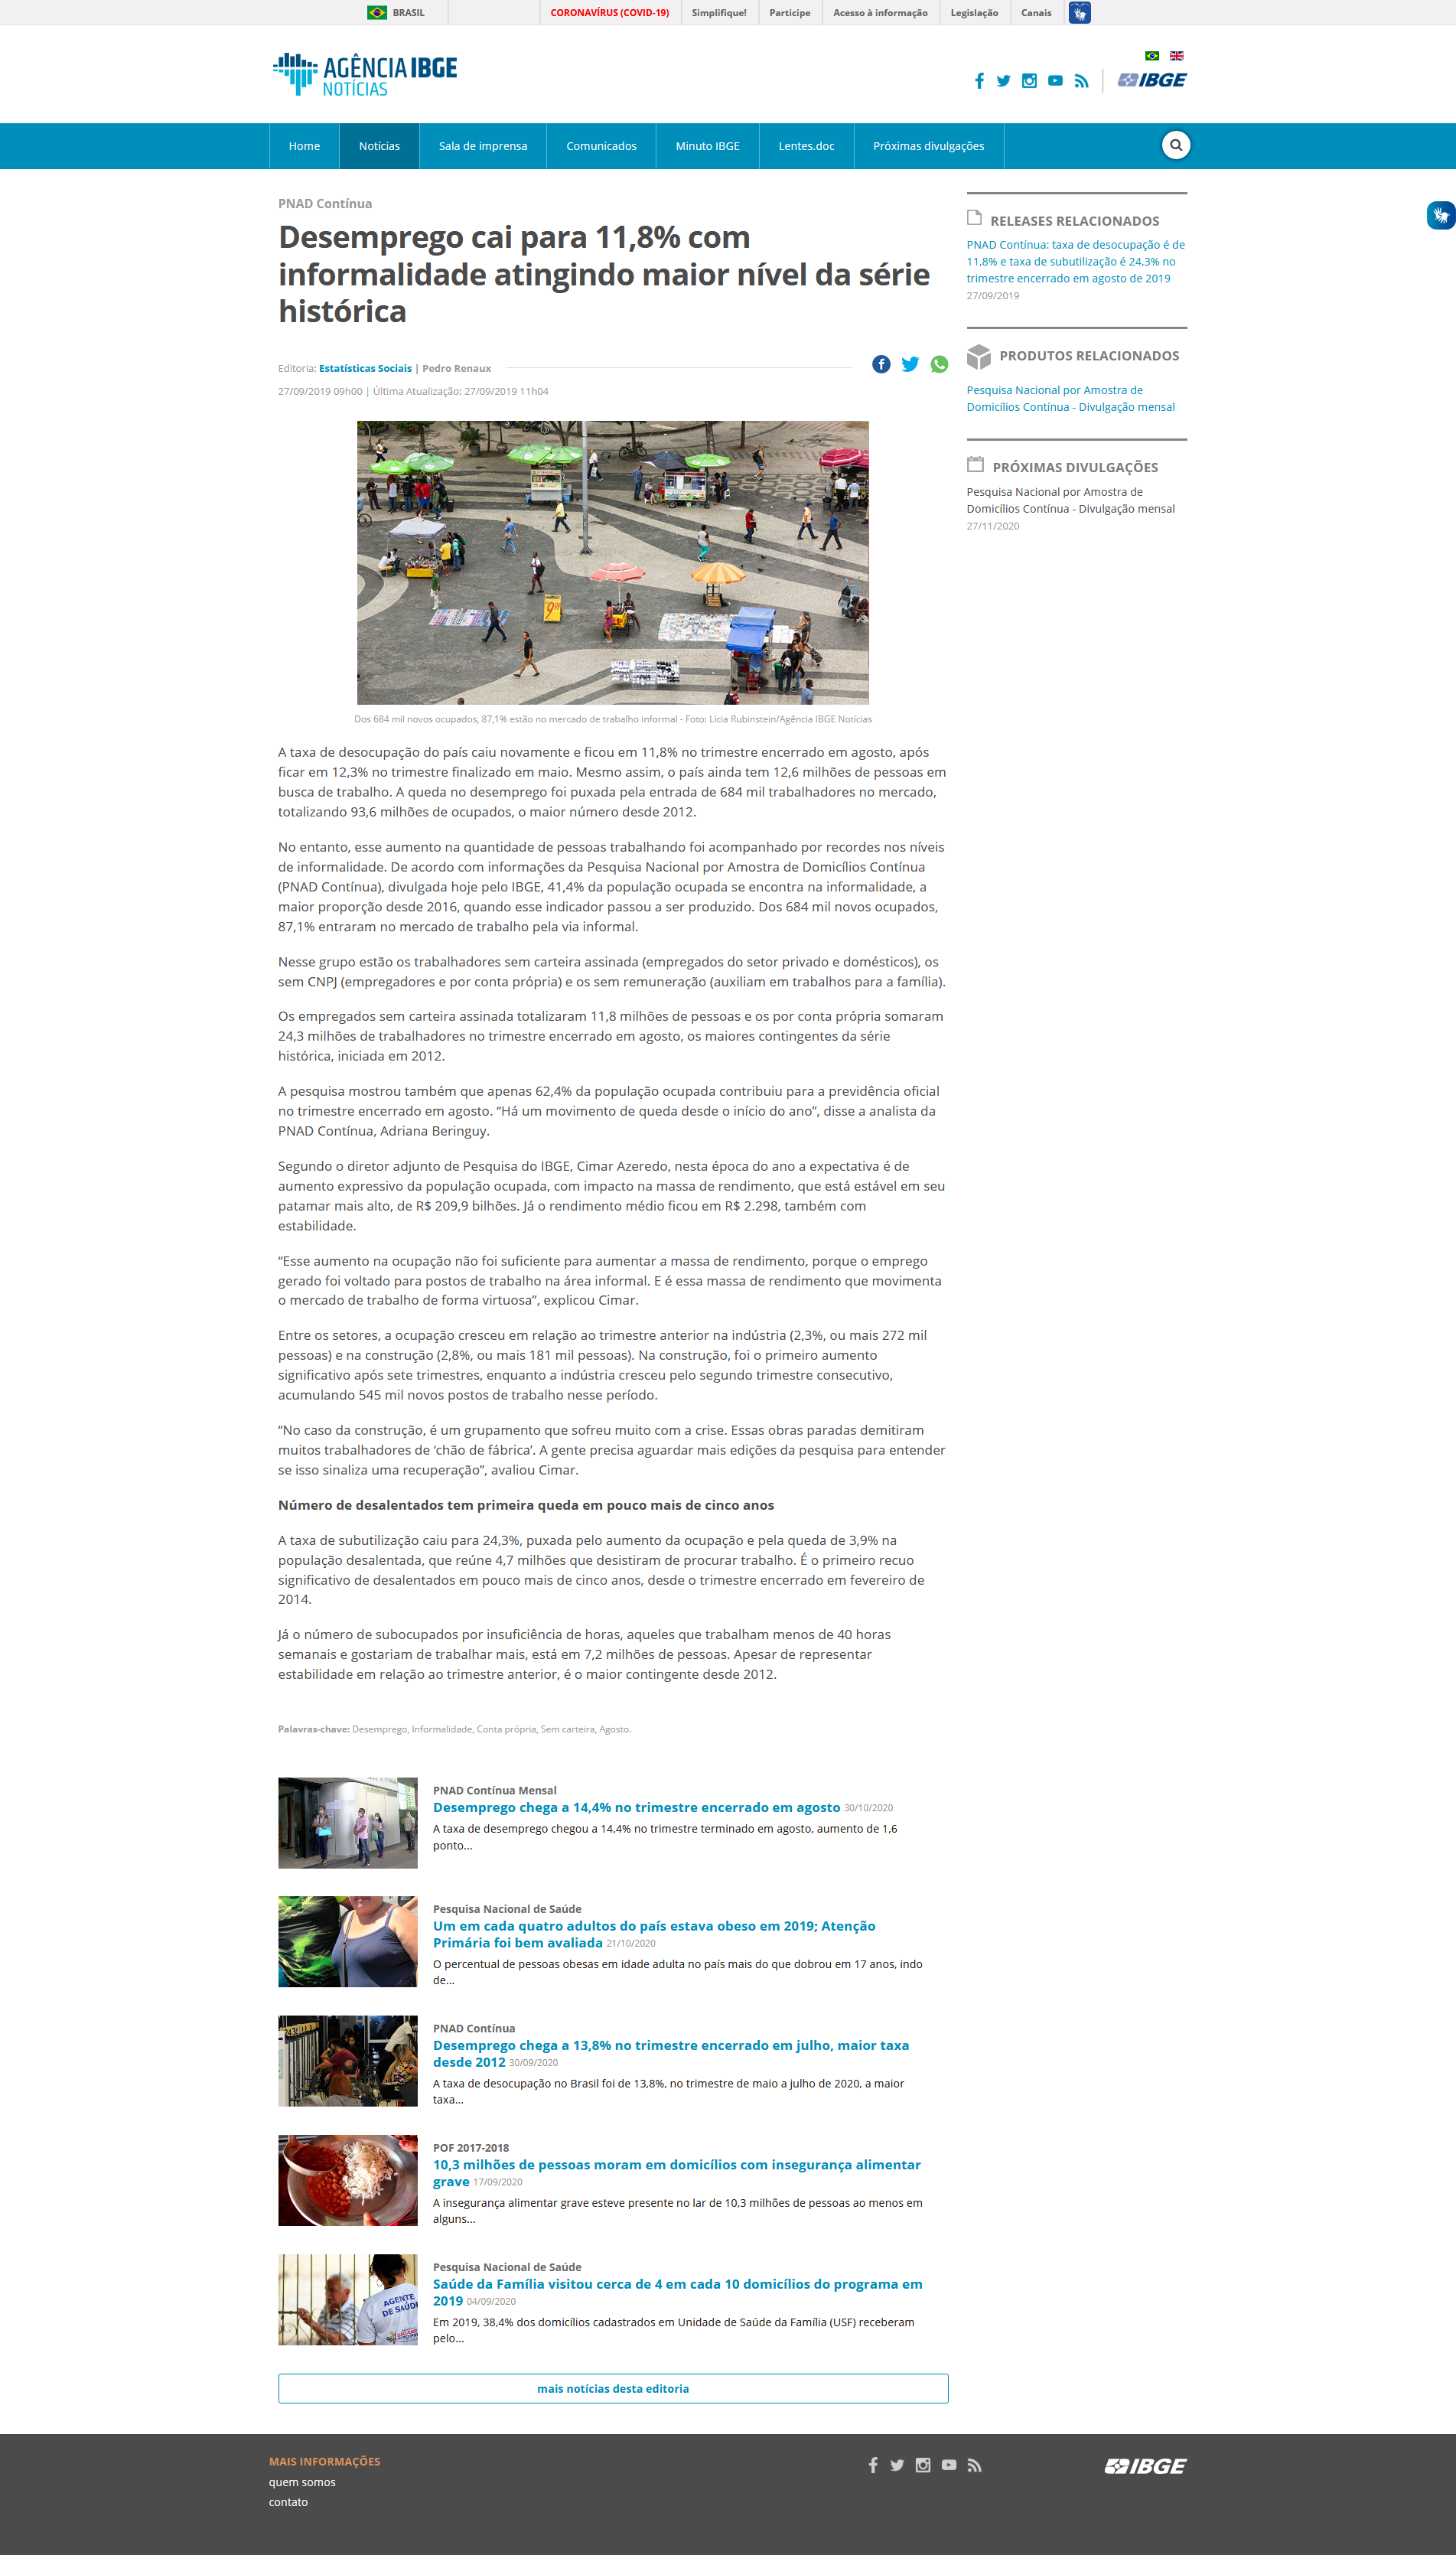 BRASIL
CORONAVÍRUS (COVID-19)
Simplifique!
Participe
Acesso à informação
Legislação
Canais
AGÊNCIA IBGE
NOTÍCIAS
IBGE
Home
Notícias
Sala de imprensa
Comunicados
Minuto IBGE
Lentes.doc
Próximas divulgações
PNAD Contínua
Desemprego cai para 11,8% com
informalidade atingindo maior nível da série
histórica
Editoria: Estatísticas Sociais | Pedro Renaux
27/09/2019 09h00 | Última Atualização: 27/09/2019 11h04
9,98
Dos 684 mil novos ocupados, 87,1% estão no mercado de trabalho informal - Foto: Licia Rubinstein/Agência IBGE Notícias
A taxa de desocupação do país caiu novamente e ficou em 11,8% no trimestre encerrado em agosto, após
ficar em 12,3% no trimestre finalizado em maio. Mesmo assim, o país ainda tem 12,6 milhões de pessoas em
busca de trabalho. A queda no desemprego foi puxada pela entrada de 684 mil trabalhadores no mercado,
totalizando 93,6 milhões de ocupados, o maior número desde 2012.
No entanto, esse aumento na quantidade de pessoas trabalhando foi acompanhado por recordes nos níveis
de informalidade. De acordo com informações da Pesquisa Nacional por Amostra de Domicílios Contínua
(PNAD Contínua), divulgada hoje pelo IBGE, 41,4% da população ocupada se encontra na informalidade, a
maior proporção desde 2016, quando esse indicador passou a ser produzido. Dos 684 mil novos ocupados,
87,1% entraram no mercado de trabalho pela via informal.
Nesse grupo estão os trabalhadores sem carteira assinada (empregados do setor privado e domésticos), os
sem CNPJ (empregadores e por conta própria) e os sem remuneração (auxiliam em trabalhos para a família).
Os empregados sem carteira assinada totalizaram 11,8 milhões de pessoas e os por conta própria somaram
24,3 milhões de trabalhadores no trimestre encerrado em agosto, os maiores contingentes da série
histórica, iniciada em 2012.
A pesquisa mostrou também que apenas 62,4% da população ocupada contribuiu para a previdência oficial
no trimestre encerrado em agosto. “Há um movimento de queda desde o início do ano”, disse a analista da
PNAD Contínua, Adriana Beringuy.
Segundo o diretor adjunto de Pesquisa do IBGE, Cimar Azeredo, nesta época do ano a expectativa é de
aumento expressivo da população ocupada, com impacto na massa de rendimento, que está estável em seu
patamar mais alto, de R$ 209,9 bilhões. Já o rendimento médio ficou em R$ 2.298, também com
estabilidade.
“Esse aumento na ocupação não foi suficiente para aumentar a massa de rendimento, porque o emprego
gerado foi voltado para postos de trabalho na área informal. E é essa massa de rendimento que movimenta
o mercado de trabalho de forma virtuosa”, explicou Cimar.
Entre os setores, a ocupação cresceu em relação ao trimestre anterior na indústria (2,3%, ou mais 272 mil
pessoas) e na construção (2,8%, ou mais 181 mil pessoas). Na construção, foi o primeiro aumento
significativo após sete trimestres, enquanto a indústria cresceu pelo segundo trimestre consecutivo,
acumulando 545 mil novos postos de trabalho nesse período.
“No caso da construção, é um grupamento que sofreu muito com a crise. Essas obras paradas demitiram
muitos trabalhadores de ‘chão de fábrica’. A gente precisa aguardar mais edições da pesquisa para entender
se isso sinaliza uma recuperação”, avaliou Cimar.
Número de desalentados tem primeira queda em pouco mais de cinco anos
A taxa de subutilização caiu para 24,3%, puxada pelo aumento da ocupação e pela queda de 3,9% na
população desalentada, que reúne 4,7 milhões que desistiram de procurar trabalho. É o primeiro recuo
significativo de desalentados em pouco mais de cinco anos, desde o trimestre encerrado em fevereiro de
2014.
Já o número de subocupados por insuficiência de horas, aqueles que trabalham menos de 40 horas
semanais e gostariam de trabalhar mais, está em 7,2 milhões de pessoas. Apesar de representar
estabilidade em relação ao trimestre anterior, é o maior contingente desde 2012.
Palavras-chave: Desemprego, Informalidade, Conta própria, Sem carteira, Agosto.
PNAD Contínua Mensal
Desemprego chega a 14,4% no trimestre encerrado em agosto 30/10/2020
A taxa de desemprego chegou a 14,4% no trimestre terminado em agosto, aumento de 1,6
ponto...
Pesquisa Nacional de Saúde
Um em cada quatro adultos do país estava obeso em 2019; Atenção
Primária foi bem avaliada 21/10/2020
O percentual de pessoas obesas em idade adulta no país mais do que dobrou em 17 anos, indo
de...
PNAD Contínua
Desemprego chega a 13,8% no trimestre encerrado em julho, maior taxa
desde 2012 30/09/2020
A taxa de desocupação no Brasil foi de 13,8%, no trimestre de maio a julho de 2020, a maior
taxa...
POF 2017-2018
10,3 milhões de pessoas moram em domicílios com insegurança alimentar
grave 17/09/2020
A insegurança alimentar grave esteve presente no lar de 10,3 milhões de pessoas ao menos em
alguns...
AGENTE
DE SAÚDE
Pesquisa Nacional de Saúde
Saúde da Família visitou cerca de 4 em cada 10 domicílios do programa em
2019 04/09/2020
Em 2019, 38,4% dos domicílios cadastrados em Unidade de Saúde da Família (USF) receberam
pelo...
mais notícias desta editoria
RELEASES RELACIONADOS
PNAD Contínua: taxa de desocupação é de
11,8% e taxa de subutilização é 24,3% no
trimestre encerrado em agosto de 2019
27/09/2019
PRODUTOS RELACIONADOS
Pesquisa Nacional por Amostra de
Domicílios Contínua - Divulgação mensal
PRÓXIMAS DIVULGAÇÕES
Pesquisa Nacional por Amostra de
Domicílios Contínua - Divulgação mensal
27/11/2020
MAIS INFORMAÇÕES
quem somos
contato
IBGE